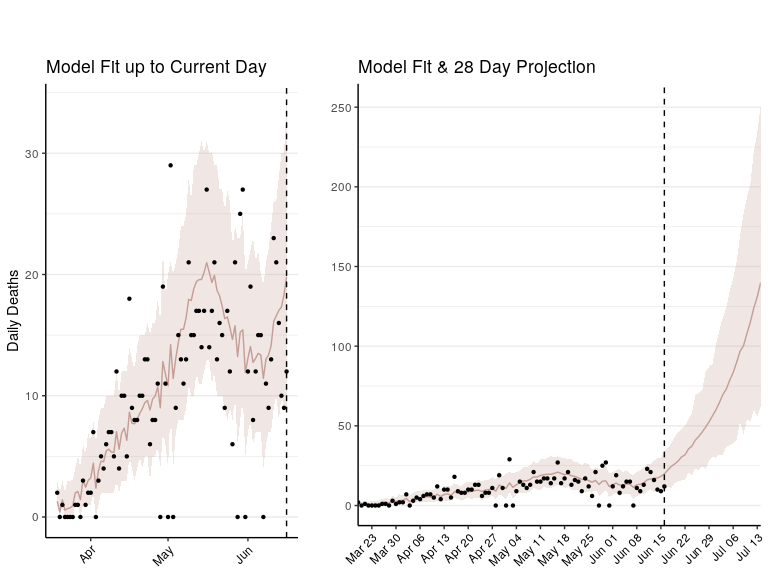 Model Fit up to Current Day
Daily Deaths
30
20
10
0
Apr
May
Jun
Model Fit & 28 Day Projection
250
200
150
100
50
0
Mar 23
Mar 30
Apr 06
Apr 13
Apr 20
Apr 27
May 04
May 11
May 18
May 25
Jun 01
Jun 08
Jun 15
Jun 22
Jun 29
Jul 06
Jul 13